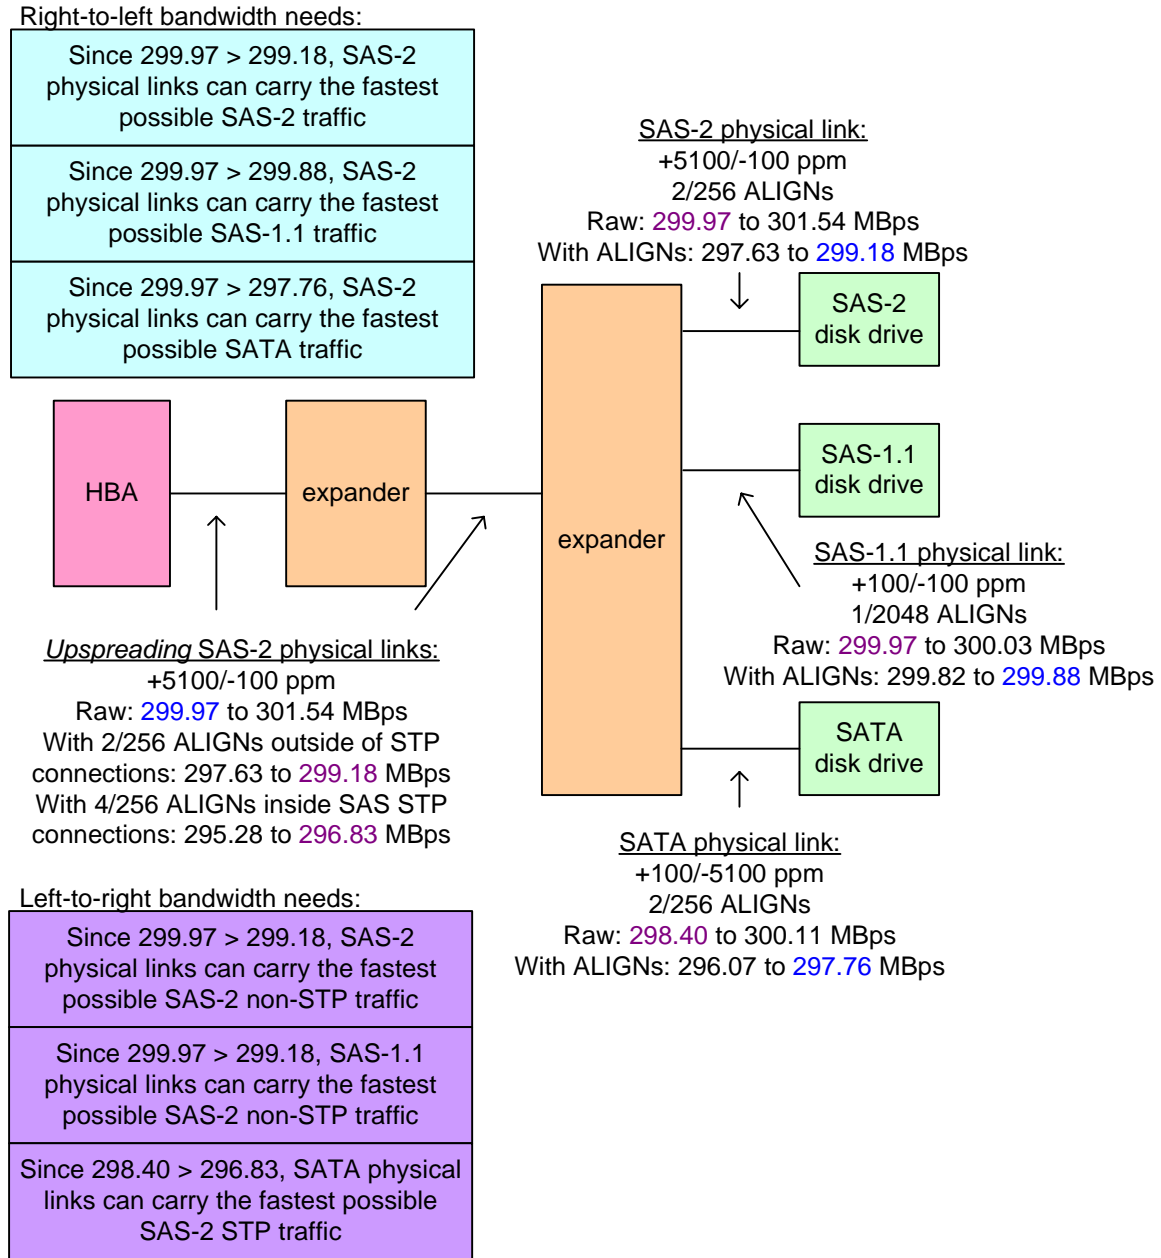 Right-to-left bandwidth needs:
Since 299.97 > 299.18, SAS-2
physical links can carry the fastest
possible SAS-2 traffic
Since 299.97 > 299.88, SAS-2
physical links can carry the fastest
possible SAS-1.1 traffic
Since 299.97 > 297.76, SAS-2
physical links can carry the fastest
possible SATA traffic
SAS-2 physical link:
+5100/-100 ppm
2/256 ALIGNs
Raw: 299.97 to 301.54 MBps
With ALIGNs: 297.63 to 299.18 MBps
SAS-2
disk drive
HBA
expander
expander
SAS-1.1
disk drive
SAS-1.1 physical link:
+100/-100 ppm
1/2048 ALIGNs
Raw: 299.97 to 300.03 MBps
With ALIGNs: 299.82 to 299.88 MBps
Upspreading SAS-2 physical links:
+5100/-100 ppm
Raw: 299.97 to 301.54 MBps
With 2/256 ALIGNs outside of STP
connections: 297.63 to 299.18 MBps
With 4/256 ALIGNs inside SAS STP
connections: 295.28 to 296.83 MBps
SATA
disk drive
SATA physical link:
+100/-5100 ppm
2/256 ALIGNs
Raw: 298.40 to 300.11 MBps
With ALIGNs: 296.07 to 297.76 MBps
Left-to-right bandwidth needs:
Since 299.97 > 299.18, SAS-2
physical links can carry the fastest
possible SAS-2 non-STP traffic
Since 299.97 > 299.18, SAS-1.1
physical links can carry the fastest
possible SAS-2 non-STP traffic
Since 298.40 > 296.83, SATA physical
links can carry the fastest possible
SAS-2 STP traffic